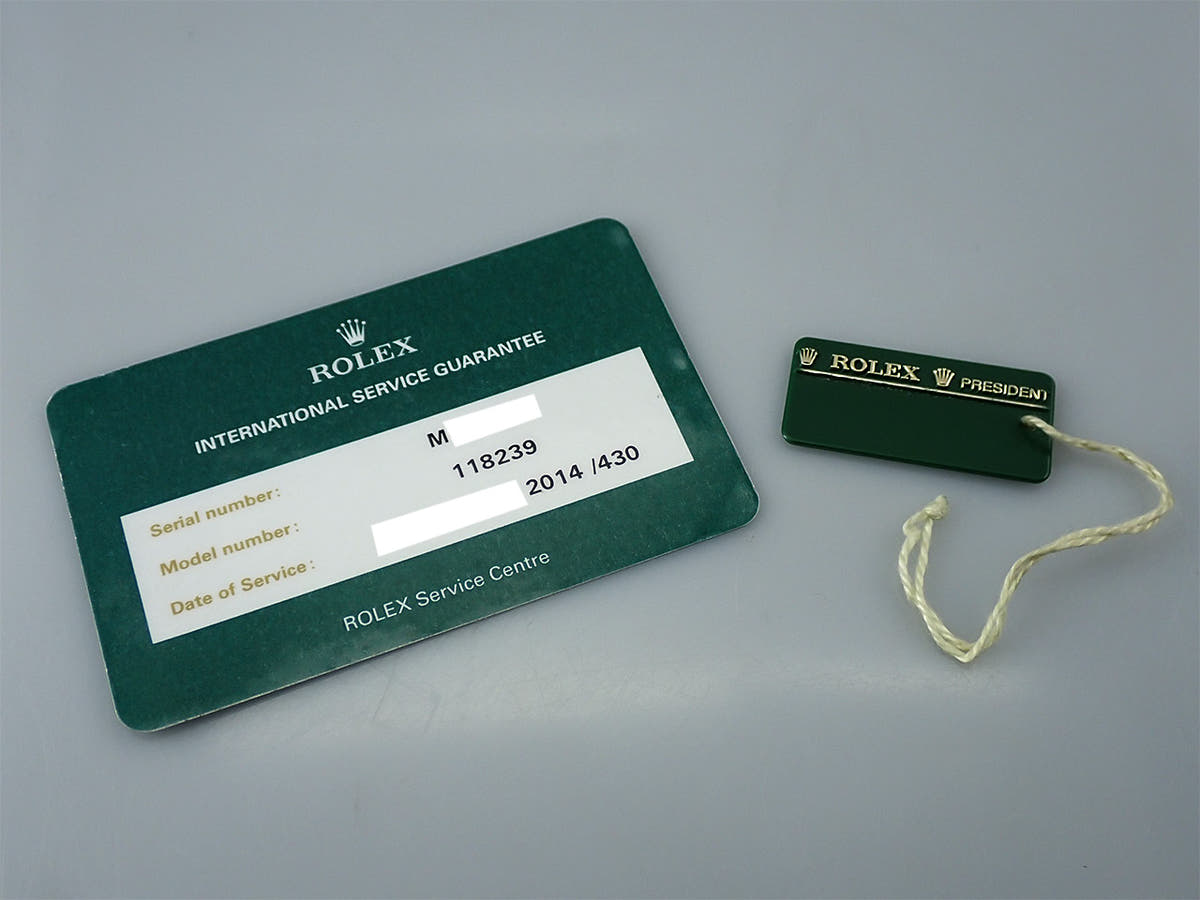 ROLEX
INTERNATIONAL SERVICE GUARANTEE
Serial number: M
Model number: 118239
Date of Service: 2014 /430
ROLEX Service Centre
ROLEX PRESIDENT